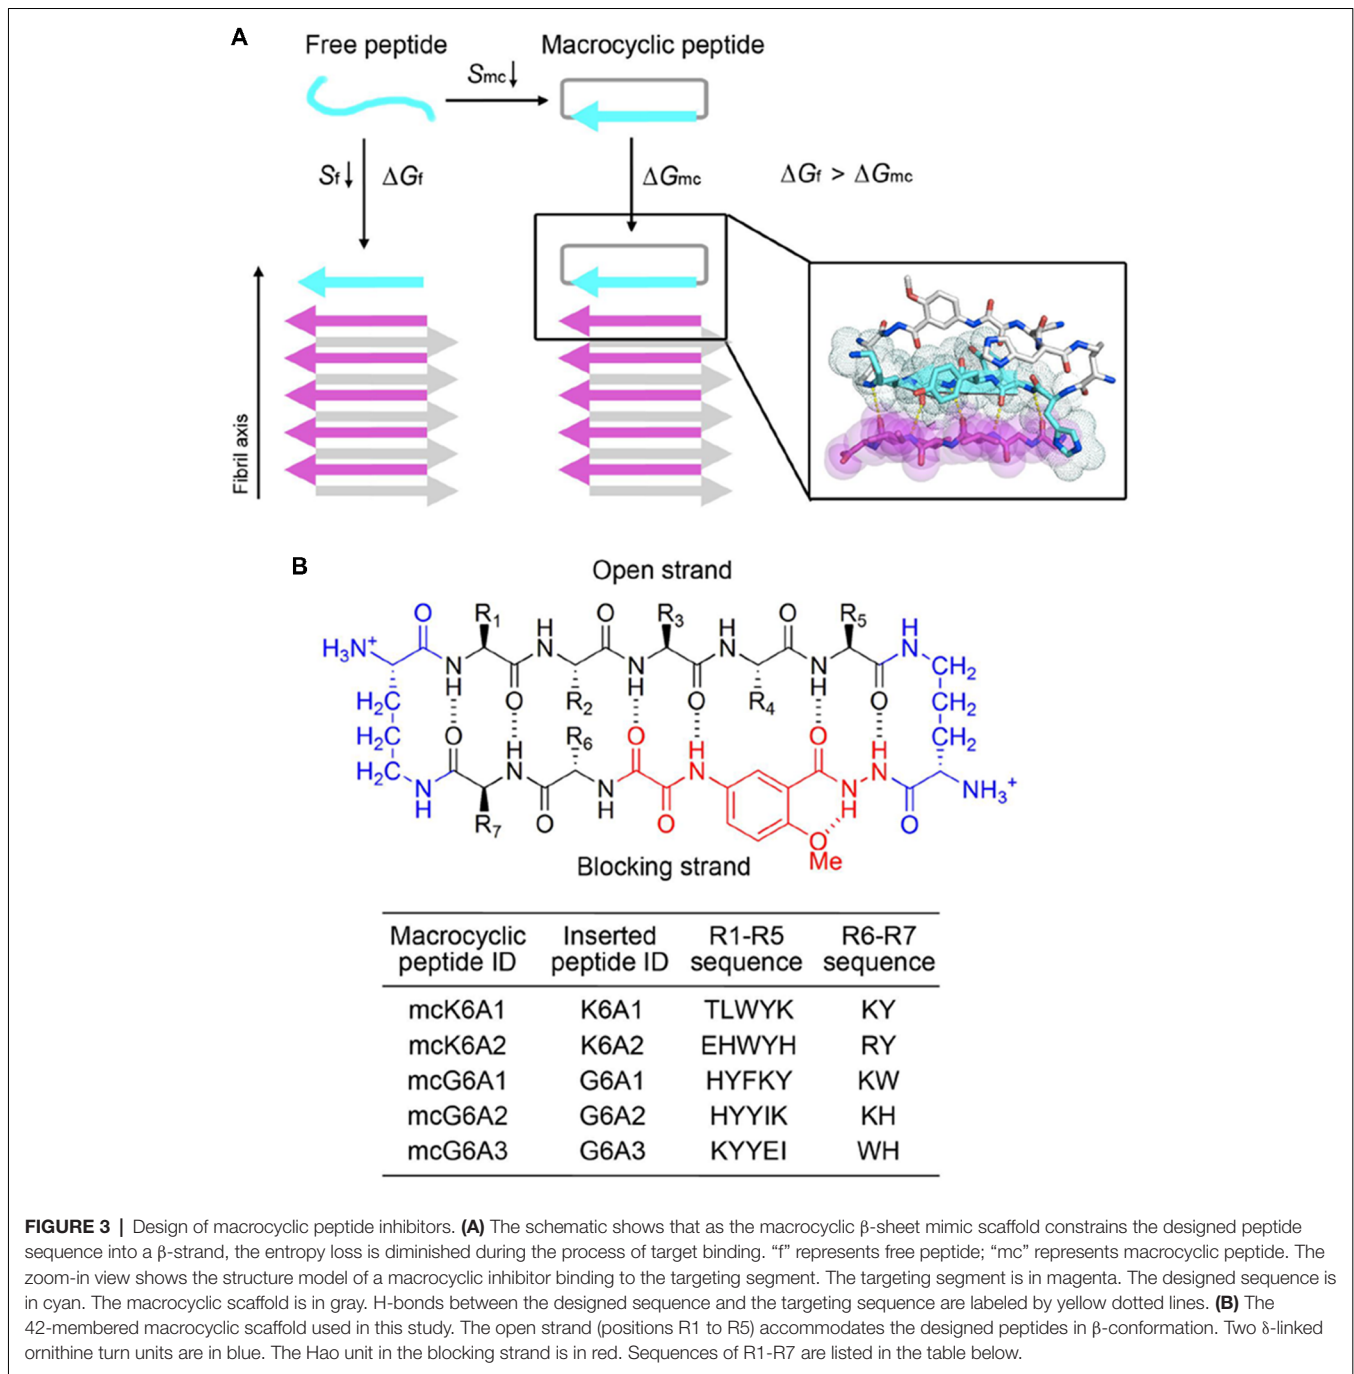 A
Free peptide
Macrocyclic peptide
Smc↓
Sf↓
ΔGf
ΔGmc
ΔGf > ΔGmc
Fibril axis
B
Open strand
O R1 H N O R3 H N O R5 H N
H3N+ N H O R2 N H O R4 N H O CH2
H2C CH2
H2C O H N R6 O H N O H N CH2
H2C N H R7 O N H O N H O NH3+
O Me
Blocking strand
Macrocyclic peptide ID Inserted peptide ID R1-R5 sequence R6-R7 sequence
mcK6A1 K6A1 TLWYK KY
mcK6A2 K6A2 EHWYH RY
mcG6A1 G6A1 HYFKY KW
mcG6A2 G6A2 HYYIK KH
mcG6A3 G6A3 KYYEI WH
FIGURE 3 | Design of macrocyclic peptide inhibitors. (A) The schematic shows that as the macrocyclic β-sheet mimic scaffold constrains the designed peptide
sequence into a β-strand, the entropy loss is diminished during the process of target binding. “f” represents free peptide; “mc” represents macrocyclic peptide. The
zoom-in view shows the structure model of a macrocyclic inhibitor binding to the targeting segment. The targeting segment is in magenta. The designed sequence is
in cyan. The macrocyclic scaffold is in gray. H-bonds between the designed sequence and the targeting sequence are labeled by yellow dotted lines. (B) The
42-membered macrocyclic scaffold used in this study. The open strand (positions R1 to R5) accommodates the designed peptides in β-conformation. Two δ-linked
ornithine turn units are in blue. The Hao unit in the blocking strand is in red. Sequences of R1-R7 are listed in the table below.